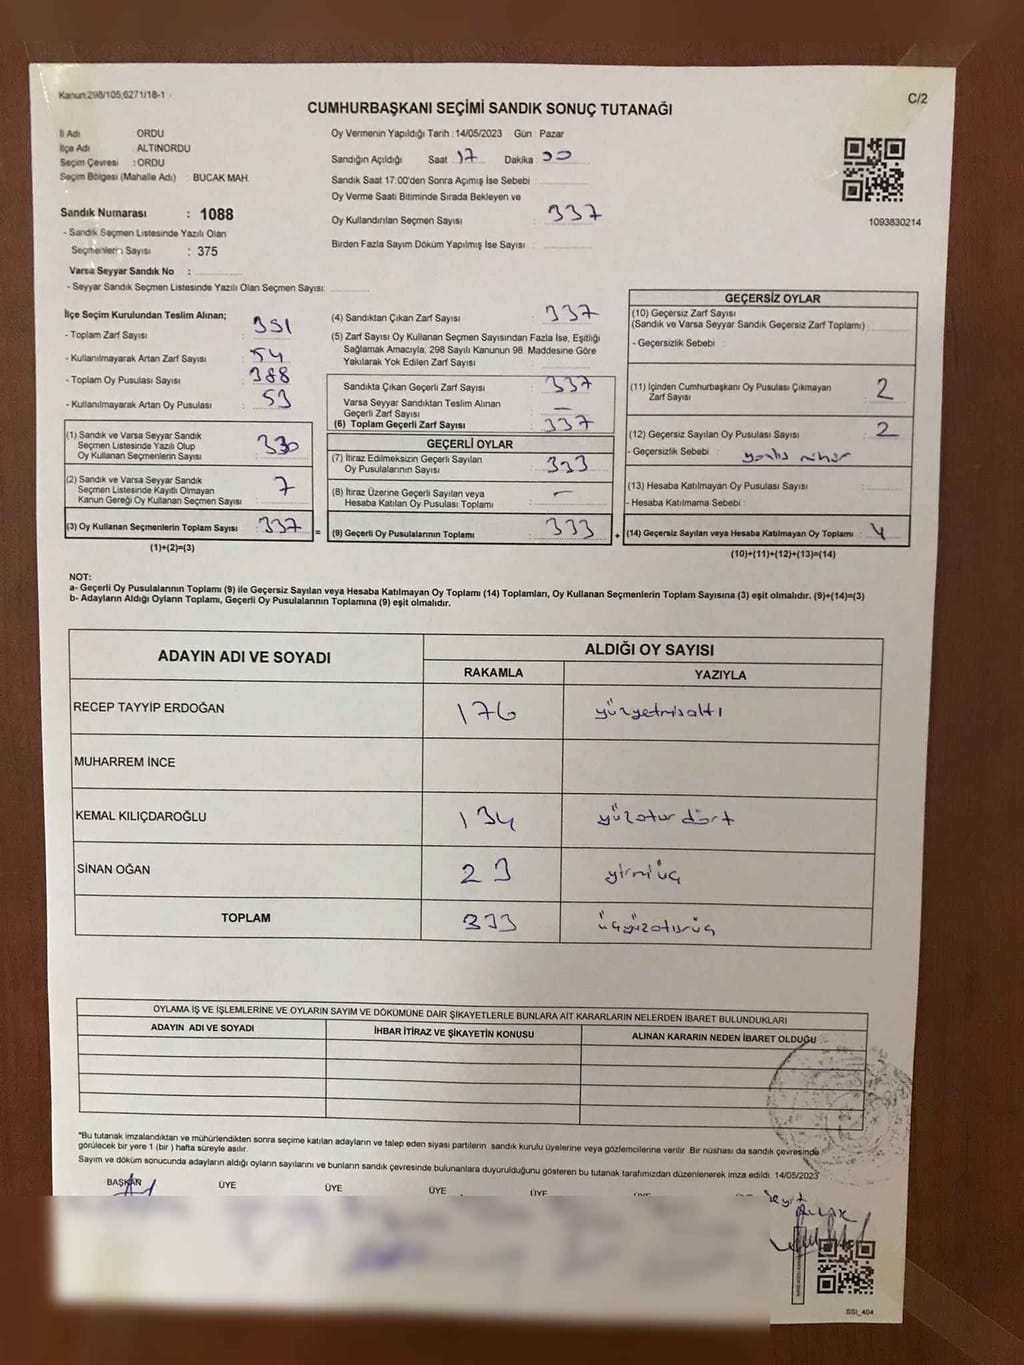 Kanun:298/105;6271/18-1
C/2
CUMHURBAŞKANI SEÇİMİ SANDIK SONUÇ TUTANAĞI
İl Adı ORDU
İlçe Adı ALTINORDU
Seçim Çevresi : ORDU
Seçim Bölgesi (Mahalle Adı) : BUCAK MAH.
Sandık Numarası : 1088
- Sandık Seçmen Listesinde Yazılı Olan
Seçmenlerin Sayısı : 375
Varsa Seyyar Sandık No :
- Seyyar Sandık Seçmen Listesinde Yazılı Olan Seçmen Sayısı:
Oy Vermenin Yapıldığı Tarih :14/05/2023 Gün : Pazar
Sandığın Açıldığı Saat 17 Dakika 00
Sandık Saat 17:00'den Sonra Açımış İse Sebebi :
Oy Verme Saati Bitiminde Sırada Bekleyen ve
Oy Kullandırılan Seçmen Sayısı : 337
Birden Fazla Sayım Döküm Yapılmış İse Sayısı :
1093830214
İlçe Seçim Kurulundan Teslim Alınan;
- Toplam Zarf Sayısı : 391
- Kullanılmayarak Artan Zarf Sayısı : 54
- Toplam Oy Pusulası Sayısı : 388
- Kullanılmayarak Artan Oy Pusulası : 53
(1) Sandık ve Varsa Seyyar Sandık
Seçmen Listesinde Yazılı Olup
Oy Kullanan Seçmenlerin Sayısı : 330
(2) Sandık ve Varsa Seyyar Sandık
Seçmen Listesinde Kayıtlı Olmayan
Kanun Gereği Oy Kullanan Seçmen Sayısı : 7
(3) Oy Kullanan Seçmenlerin Toplam Sayısı : 337
(1)+(2)=(3)
(4) Sandıktan Çıkan Zarf Sayısı : 337
(5) Zarf Sayısı Oy Kullanan Seçmen Sayısından Fazla İse, Eşitliği
Sağlamak Amacıyla, 298 Sayılı Kanunun 98. Maddesine Göre
Yakılarak Yok Edilen Zarf Sayısı :
Sandıkta Çıkan Geçerli Zarf Sayısı : 337
Varsa Seyyar Sandıktan Teslim Alınan
Geçerli Zarf Sayısı : —
(6) Toplam Geçerli Zarf Sayısı : 337
GEÇERLİ OYLAR
(7) İtiraz Edilmeksizin Geçerli Sayılan
Oy Pusulalarının Sayısı : 333
(8) İtiraz Üzerine Geçerli Sayılan veya
Hesaba Katılan Oy Pusulası Toplamı : —
= (9) Geçerli Oy Pusulalarının Toplamı : 333
GEÇERSİZ OYLAR
(10) Geçersiz Zarf Sayısı
(Sandık ve Varsa Seyyar Sandık Geçersiz Zarf Toplamı) :
- Geçersizlik Sebebi :
(11) İçinden Cumhurbaşkanı Oy Pusulası Çıkmayan
Zarf Sayısı : 2
(12) Geçersiz Sayılan Oy Pusulası Sayısı : 2
- Geçersizlik Sebebi : yanlış mühür
(13) Hesaba Katılmayan Oy Pusulası Sayısı :
- Hesaba Katılmama Sebebi :
+ (14) Geçersiz Sayılan veya Hesaba Katılmayan Oy Toplamı : 4
(10)+(11)+(12)+(13)=(14)
NOT:
a- Geçerli Oy Pusulalarının Toplamı (9) ile Geçersiz Sayılan veya Hesaba Katılmayan Oy Toplamı (14) Toplamları, Oy Kullanan Seçmenlerin Toplam Sayısına (3) eşit olmalıdır. (9)+(14)=(3)
b- Adayların Aldığı Oyların Toplamı, Geçerli Oy Pusulalarının Toplamına (9) eşit olmalıdır.
ADAYIN ADI VE SOYADI
ALDIĞI OY SAYISI
RAKAMLA YAZIYLA
RECEP TAYYİP ERDOĞAN 176 yüzyetmişaltı
MUHARREM İNCE
KEMAL KILIÇDAROĞLU 134 yüzotuzdört
SİNAN OĞAN 23 yirmiüç
TOPLAM 333 üçyüzotuzüç
OYLAMA İŞ VE İŞLEMLERİNE VE OYLARIN SAYIM VE DÖKÜMÜNE DAİR ŞİKAYETLERLE BUNLARA AİT KARARLARIN NELERDEN İBARET BULUNDUKLARI
ADAYIN ADI VE SOYADI İHBAR İTİRAZ VE ŞİKAYETİN KONUSU ALINAN KARARIN NEDEN İBARET OLDUĞU
*Bu tutanak imzalandıktan ve mühürlendikten sonra seçime katılan adayların ve talep eden siyasi partilerin sandık kurulu üyelerine veya gözlemcilerine verilir .Bir nüshası da sandık çevresinde
görülecek bir yere 1 (bir ) hafta süreyle asılır.
Sayım ve döküm sonucunda adayların aldığı oyların sayılarını ve bunların sandık çevresinde bulunanlara duyurulduğunu gösteren bu tutanak tarafımızdan düzenlenerek imza edildi. 14/05/2023
BAŞKAN ÜYE ÜYE ÜYE ÜYE
SSI_404